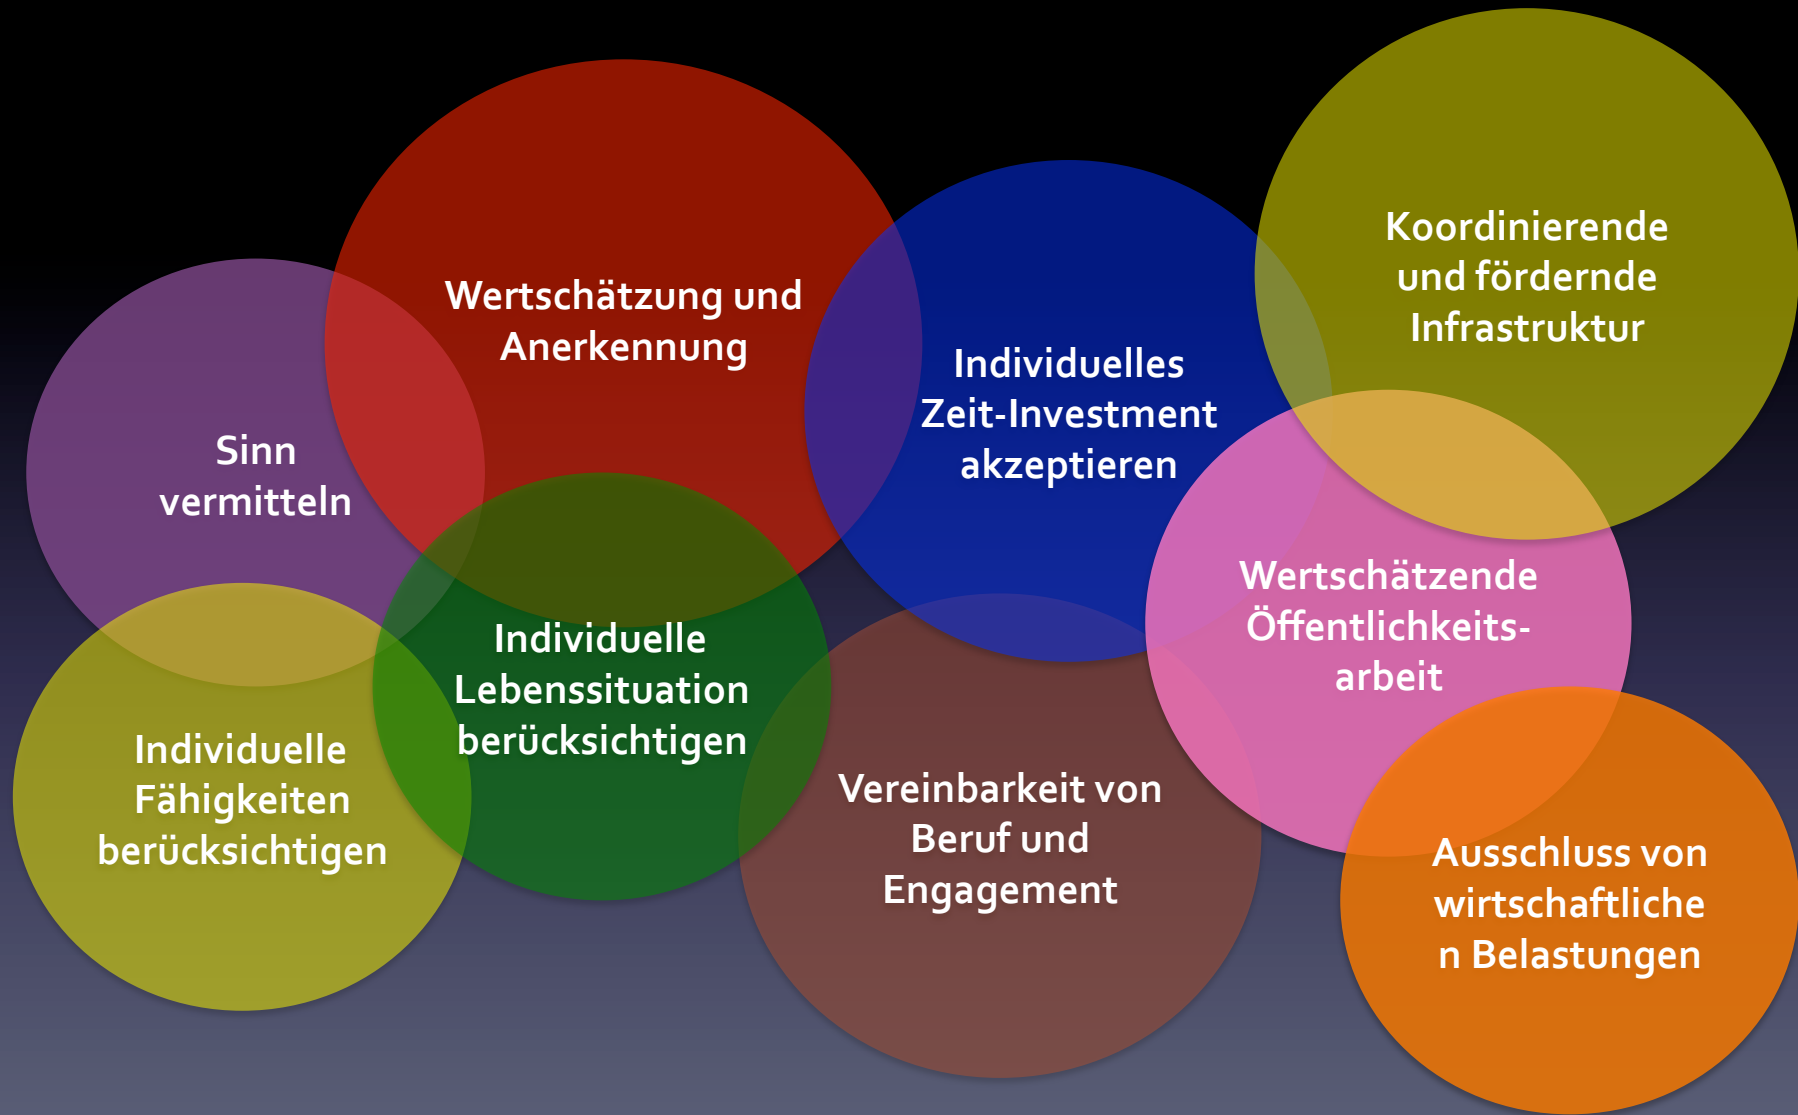 Koordinierende
und fördernde
Infrastruktur
Wertschätzung und
Anerkennung
Individuelles
Zeit-Investment
akzeptieren
Sinn
vermitteln
Wertschätzende
Öffentlichkeits-
arbeit
Individuelle
Lebenssituation
berücksichtigen
Individuelle
Fähigkeiten
berücksichtigen
Vereinbarkeit von
Beruf und
Engagement
Ausschluss von
wirtschaftliche
n Belastungen